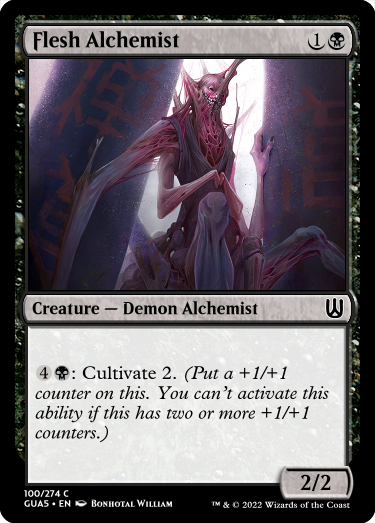 Flesh Alchemist 1
Creature — Demon Alchemist
4 : Cultivate 2. (Put a +1/+1
counter on this. You can't activate this
ability if this has two or more +1/+1
counters.)
2/2
100/274 C
GUA5 • EN BONHOTAL WILLIAM
™ & © 2022 Wizards of the Coast